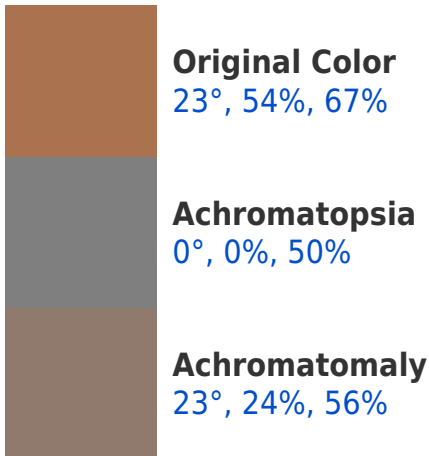 Original Color
23°, 54%, 67%
Achromatopsia
0°, 0%, 50%
Achromatomaly
23°, 24%, 56%